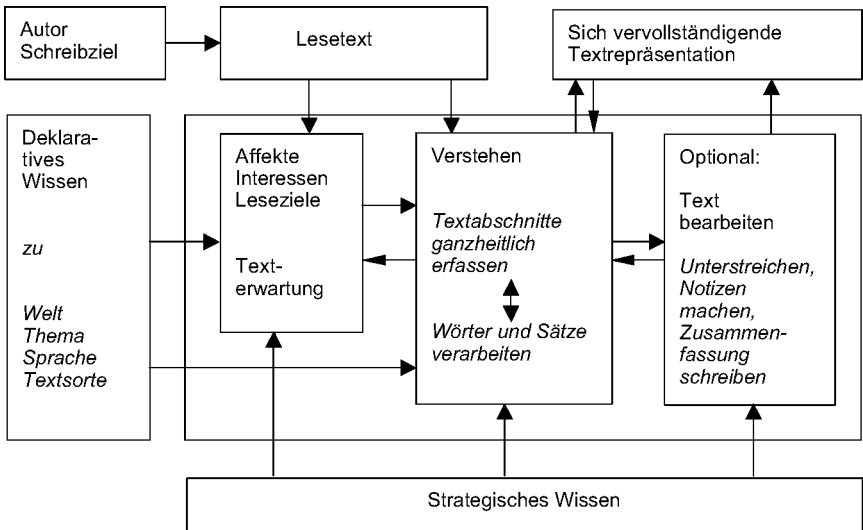 Autor
Schreibziel
Lesetext
Sich vervollständigende
Textrepräsentation
Deklara-
tives
Wissen
zu
Welt
Thema
Sprache
Textsorte
Affekte
Interessen
Leseziele
Text-
erwartung
Verstehen
Textabschnitte
ganzheitlich
erfassen
Wörter und Sätze
verarbeiten
Optional:
Text
bearbeiten
Unterstreichen,
Notizen
machen,
Zusammen-
fassung
schreiben
Strategisches Wissen